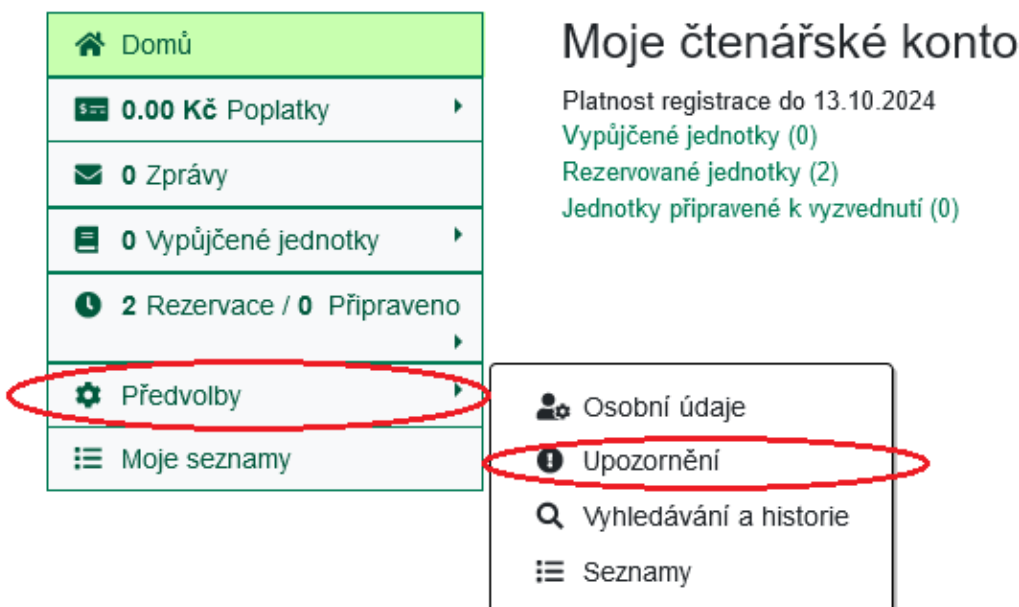 Domů
0.00 Kč Poplatky
0 Zprávy
0 Vypůjčené jednotky
2 Rezervace / 0 Připraveno
Předvolby
Moje seznamy
Moje čtenářské konto
Platnost registrace do 13.10.2024
Vypůjčené jednotky (0)
Rezervované jednotky (2)
Jednotky připravené k vyzvednutí (0)
Osobní údaje
Upozornění
Vyhledávání a historie
Seznamy